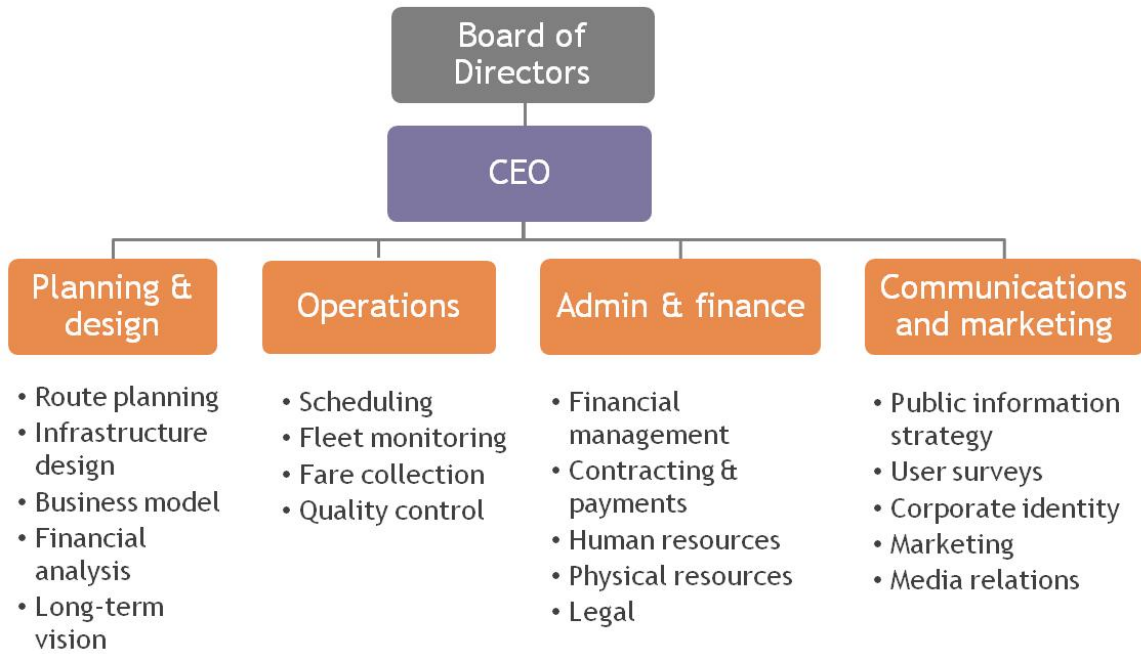 Board of
Directors
CEO
Planning &
design
Operations
Admin & finance
Communications
and marketing
• Route planning
• Infrastructure
design
• Business model
• Financial
analysis
• Long-term
vision
• Scheduling
• Fleet monitoring
• Fare collection
• Quality control
• Financial
management
• Contracting &
payments
• Human resources
• Physical resources
• Legal
• Public information
strategy
• User surveys
• Corporate identity
• Marketing
• Media relations